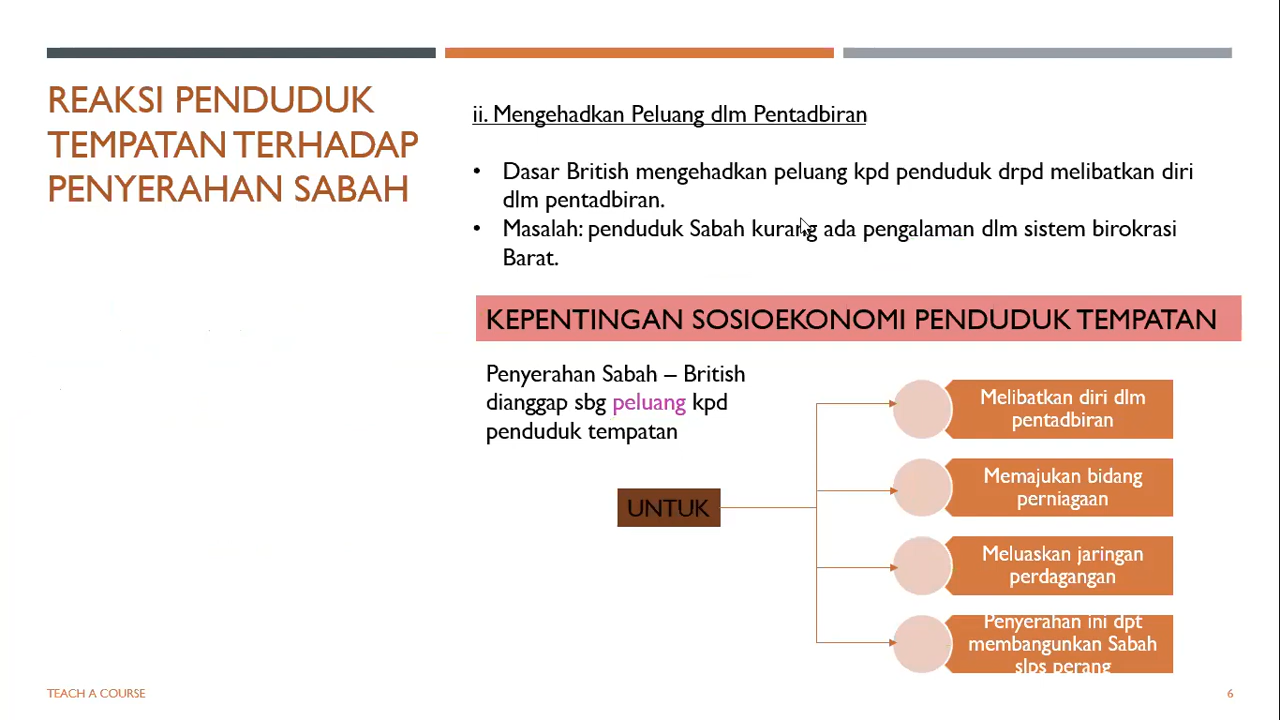 REAKSI PENDUDUK
TEMPATAN TERHADAP
PENYERAHAN SABAH
ii. Mengehadkan Peluang dlm Pentadbiran
• Dasar British mengehadkan peluang kpd penduduk drpd melibatkan diri
dlm pentadbiran.
• Masalah: penduduk Sabah kurang ada pengalaman dlm sistem birokrasi
Barat.
KEPENTINGAN SOSIOEKONOMI PENDUDUK TEMPATAN
Penyerahan Sabah – British
dianggap sbg peluang kpd
penduduk tempatan
UNTUK
Melibatkan diri dlm
pentadbiran
Memajukan bidang
perniagaan
Meluaskan jaringan
perdagangan
Penyerahan ini dpt
membangunkan Sabah
slps perang
TEACH A COURSE
6